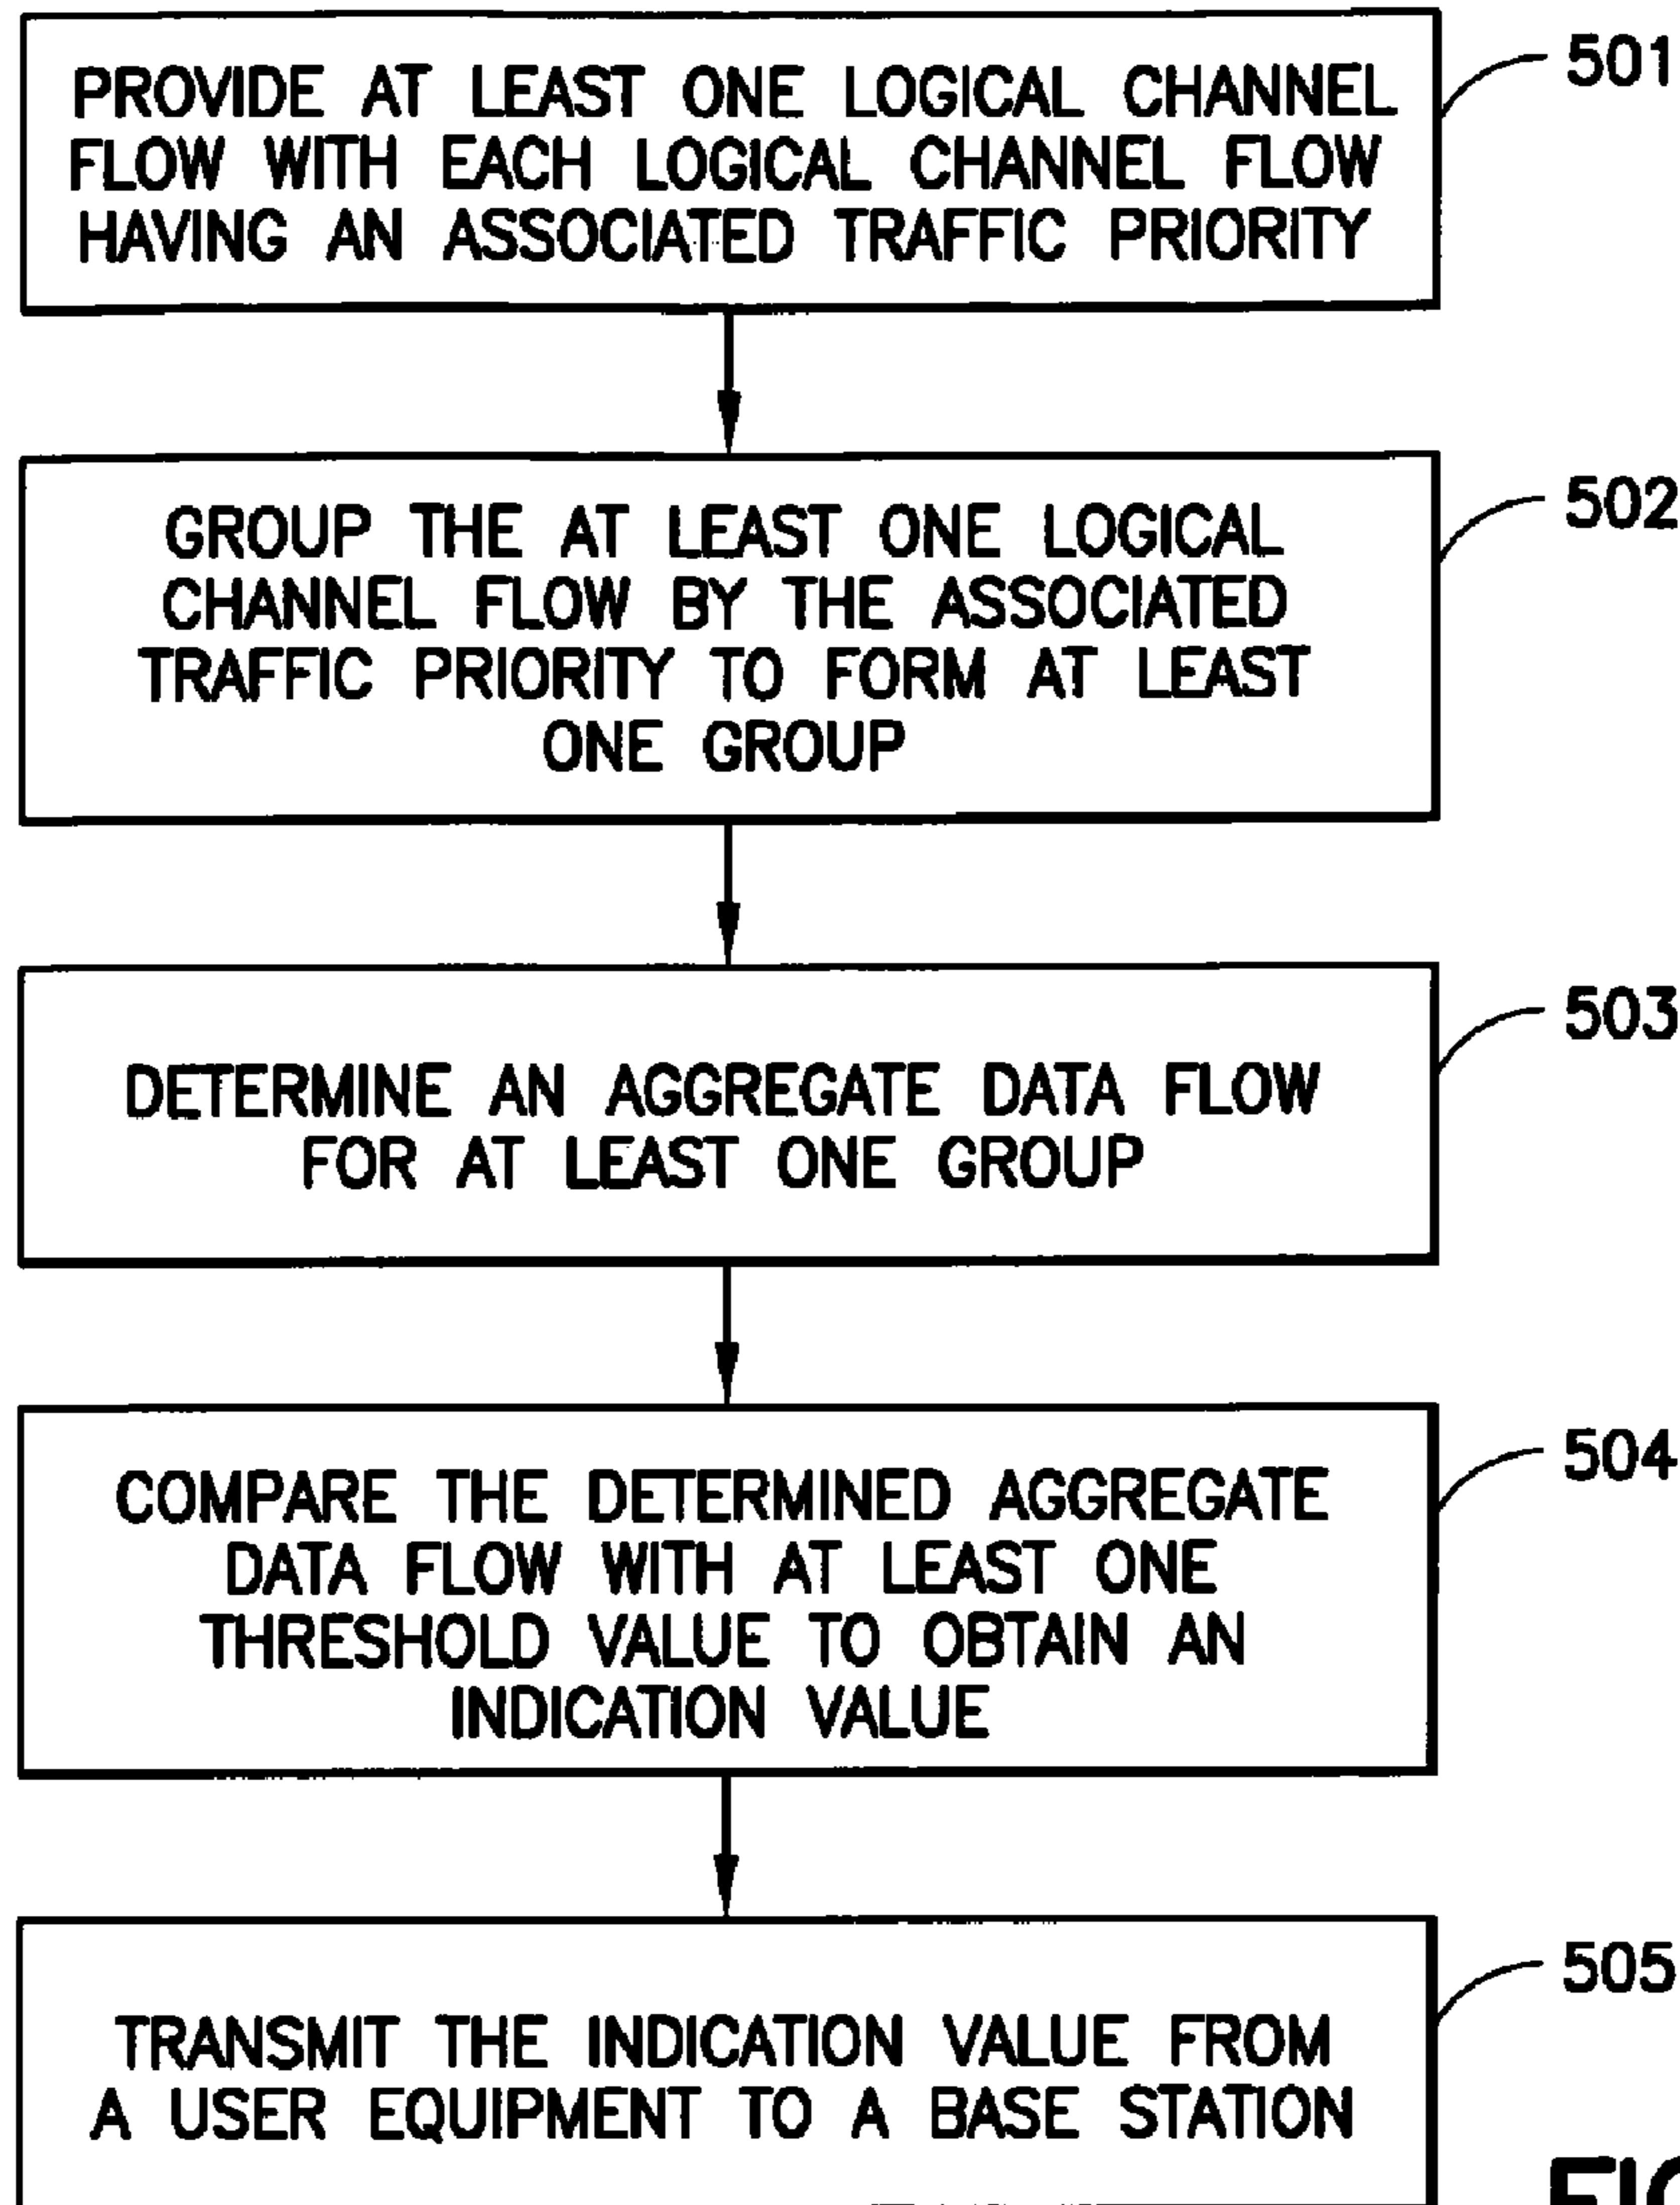 PROVIDE AT LEAST ONE LOGICAL CHANNEL
FLOW WITH EACH LOGICAL CHANNEL FLOW
HAVING AN ASSOCIATED TRAFFIC PRIORITY
501
GROUP THE AT LEAST ONE LOGICAL
CHANNEL FLOW BY THE ASSOCIATED
TRAFFIC PRIORITY TO FORM AT LEAST
ONE GROUP
502
DETERMINE AN AGGREGATE DATA FLOW
FOR AT LEAST ONE GROUP
503
COMPARE THE DETERMINED AGGREGATE
DATA FLOW WITH AT LEAST ONE
THRESHOLD VALUE TO OBTAIN AN
INDICATION VALUE
504
TRANSMIT THE INDICATION VALUE FROM
A USER EQUIPMENT TO A BASE STATION
505